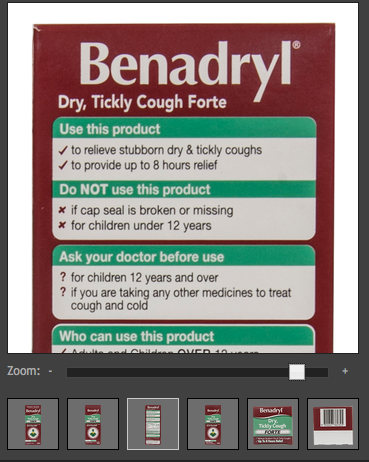 Benadryl®
Dry, Tickly Cough Forte
Use this product
✓ to relieve stubborn dry & tickly coughs
✓ to provide up to 8 hours relief
Do NOT use this product
✗ if cap seal is broken or missing
✗ for children under 12 years
Ask your doctor before use
? for children 12 years and over
? if you are taking any other medicines to treat
cough and cold
Who can use this product
✓ Adults and Children OVER 12 years
Zoom: - +
Benadryl
Dry,
Tickly Cough
FORTE